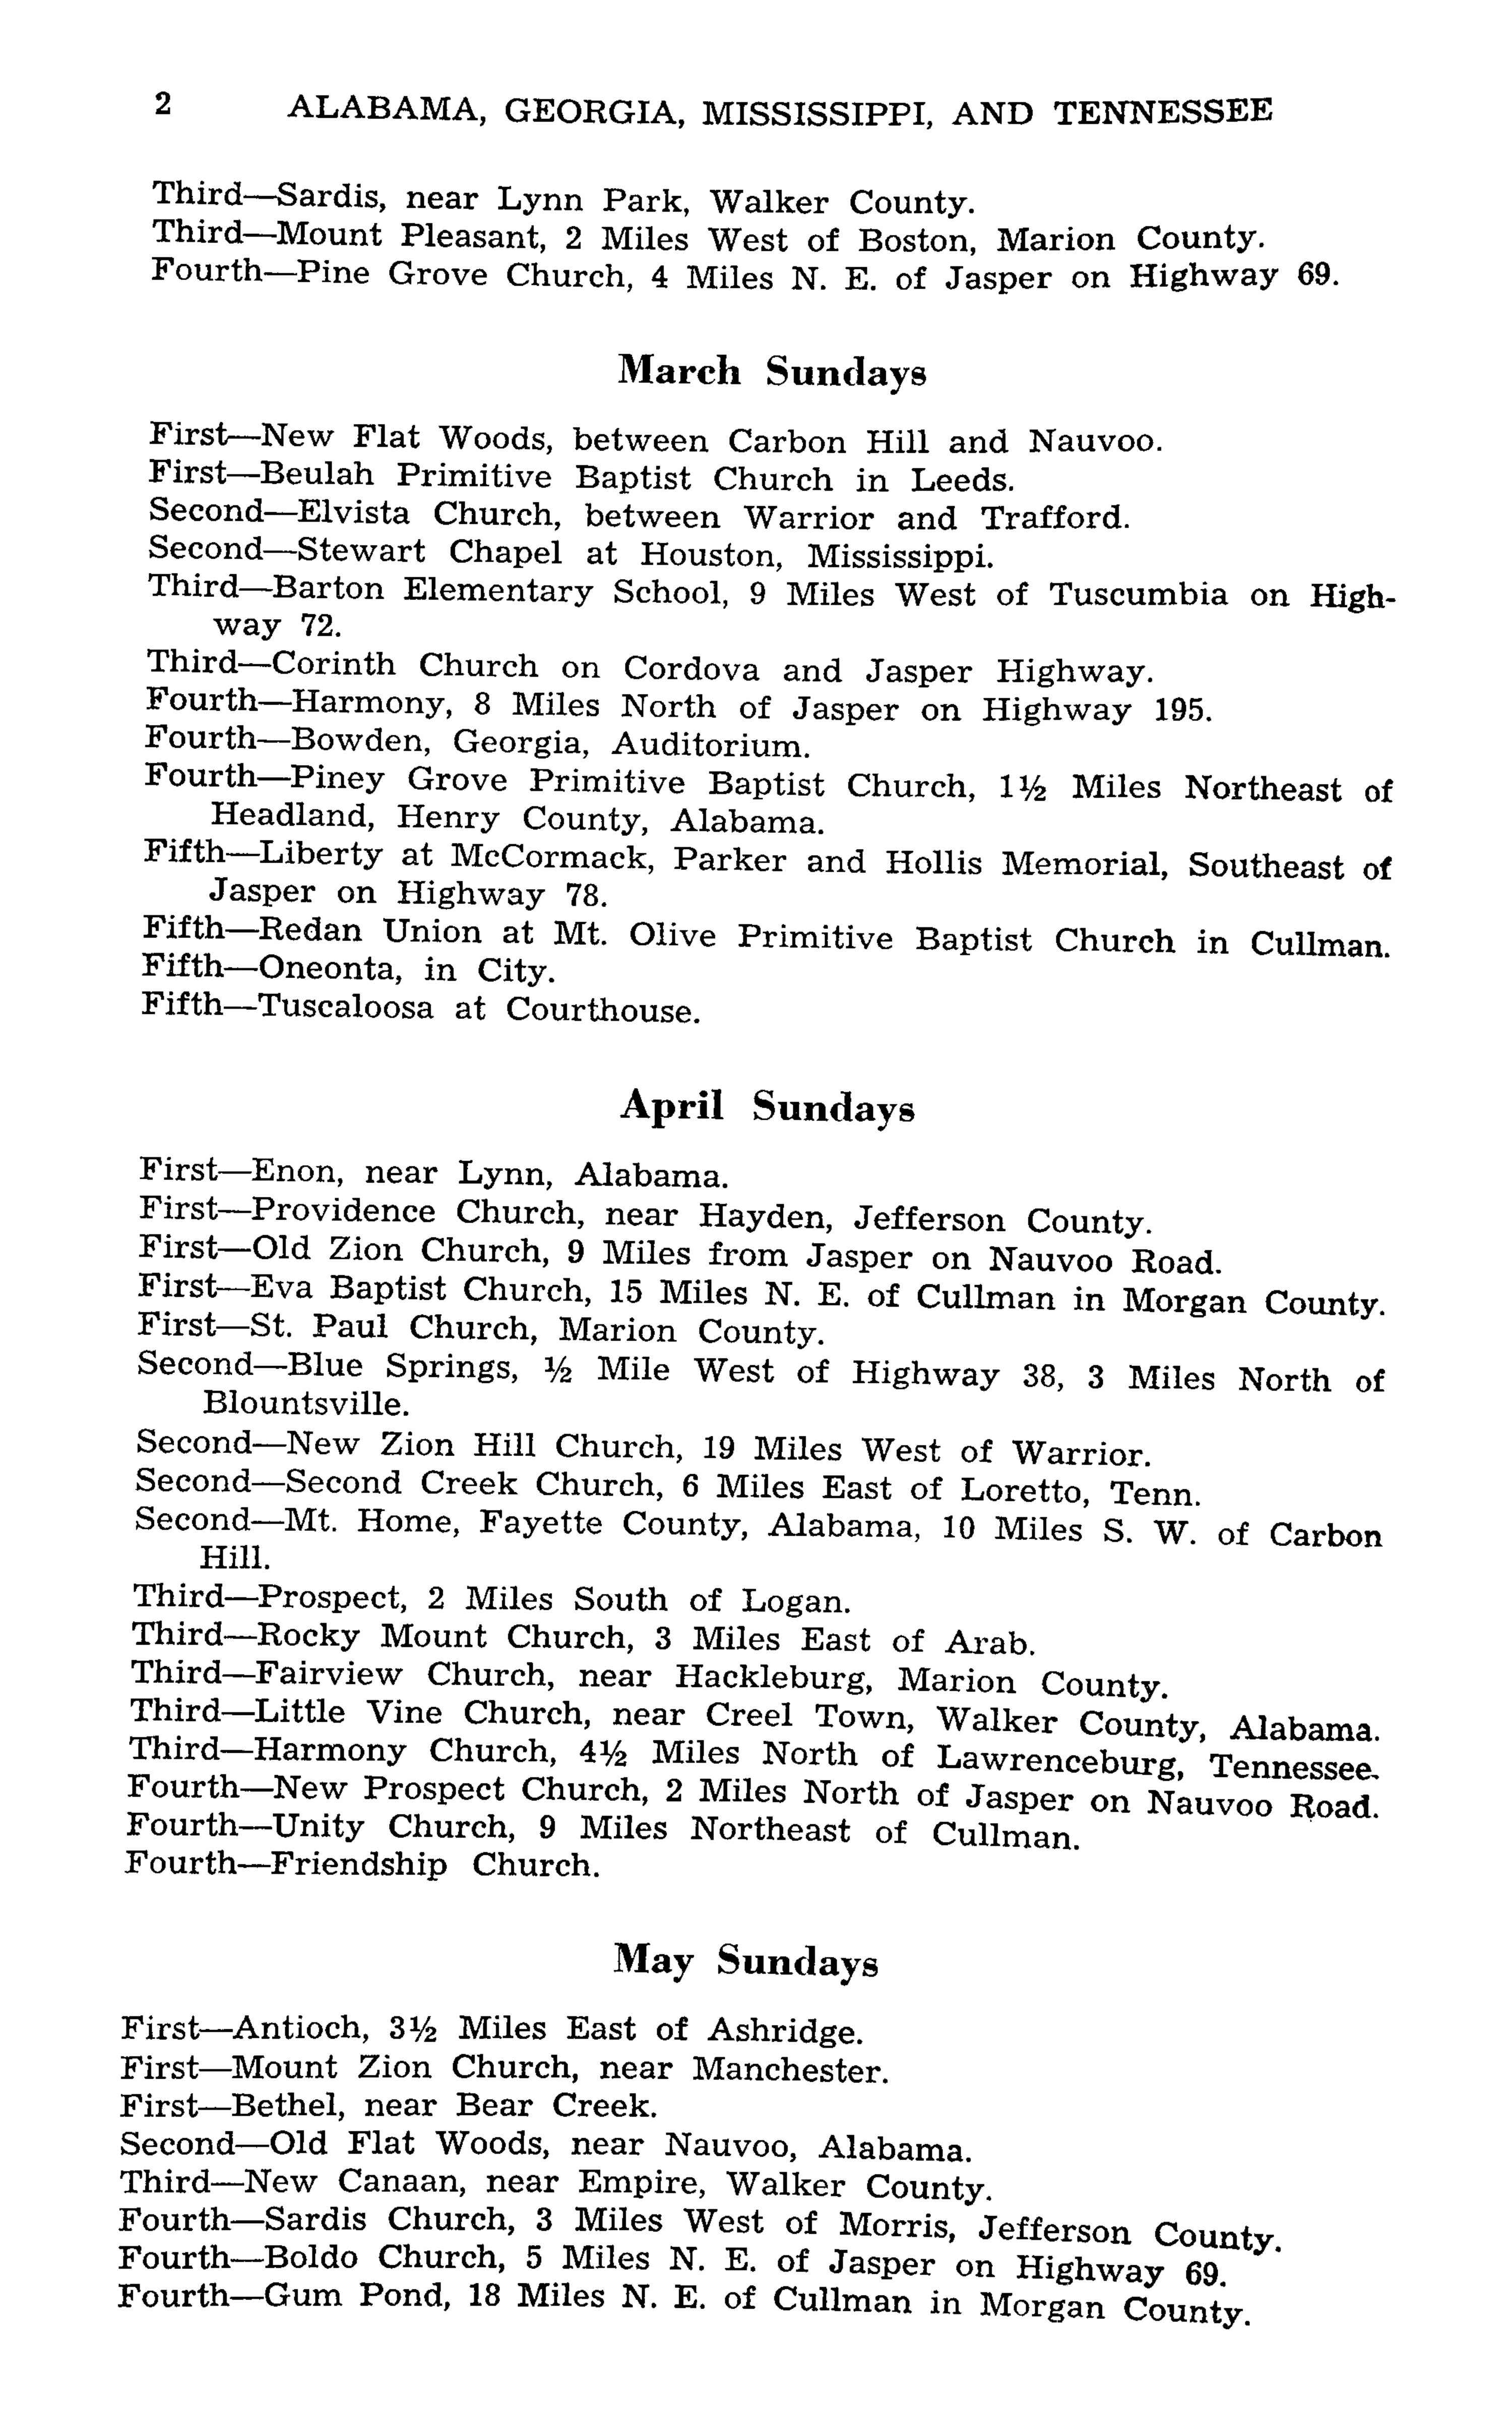 2 ALABAMA, GEORGIA, MISSISSIPPI, AND TENNESSEE
Third—Sardis, near Lynn Park, Walker County.
Third—Mount Pleasant, 2 Miles West of Boston, Marion County.
Fourth—Pine Grove Church, 4 Miles N. E. of Jasper on Highway 69.
March Sundays
First—New Flat Woods, between Carbon Hill and Nauvoo.
First—Beulah Primitive Baptist Church in Leeds.
Second—Elvista Church, between Warrior and Trafford.
Second—Stewart Chapel at Houston, Mississippi.
Third—Barton Elementary School, 9 Miles West of Tuscumbia on High-
way 72.
Third—Corinth Church on Cordova and Jasper Highway.
Fourth—Harmony, 8 Miles North of Jasper on Highway 195.
Fourth—Bowden, Georgia, Auditorium.
Fourth—Piney Grove Primitive Baptist Church, 1½ Miles Northeast of
Headland, Henry County, Alabama.
Fifth—Liberty at McCormack, Parker and Hollis Memorial, Southeast of
Jasper on Highway 78.
Fifth—Redan Union at Mt. Olive Primitive Baptist Church in Cullman.
Fifth—Oneonta, in City.
Fifth—Tuscaloosa at Courthouse.
April Sundays
First—Enon, near Lynn, Alabama.
First—Providence Church, near Hayden, Jefferson County.
First—Old Zion Church, 9 Miles from Jasper on Nauvoo Road.
First—Eva Baptist Church, 15 Miles N. E. of Cullman in Morgan County.
First—St. Paul Church, Marion County.
Second—Blue Springs, ½ Mile West of Highway 38, 3 Miles North of
Blountsville.
Second—New Zion Hill Church, 19 Miles West of Warrior.
Second—Second Creek Church, 6 Miles East of Loretto, Tenn.
Second—Mt. Home, Fayette County, Alabama, 10 Miles S. W. of Carbon
Hill.
Third—Prospect, 2 Miles South of Logan.
Third—Rocky Mount Church, 3 Miles East of Arab.
Third—Fairview Church, near Hackleburg, Marion County.
Third—Little Vine Church, near Creel Town, Walker County, Alabama.
Third—Harmony Church, 4½ Miles North of Lawrenceburg, Tennessee.
Fourth—New Prospect Church, 2 Miles North of Jasper on Nauvoo Road.
Fourth—Unity Church, 9 Miles Northeast of Cullman.
Fourth—Friendship Church.
May Sundays
First—Antioch, 3½ Miles East of Ashridge.
First—Mount Zion Church, near Manchester.
First—Bethel, near Bear Creek.
Second—Old Flat Woods, near Nauvoo, Alabama.
Third—New Canaan, near Empire, Walker County.
Fourth—Sardis Church, 3 Miles West of Morris, Jefferson County.
Fourth—Boldo Church, 5 Miles N. E. of Jasper on Highway 69.
Fourth—Gum Pond, 18 Miles N. E. of Cullman in Morgan County.